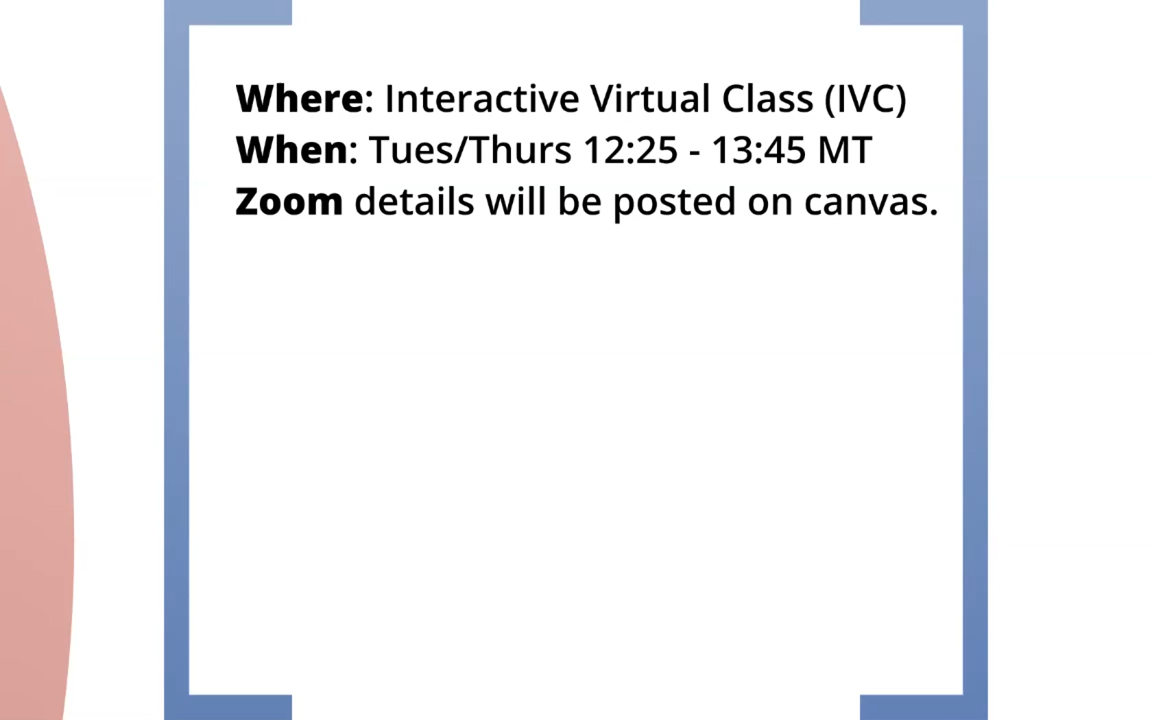 Where: Interactive Virtual Class (IVC)
When: Tues/Thurs 12:25 - 13:45 MT
Zoom details will be posted on canvas.